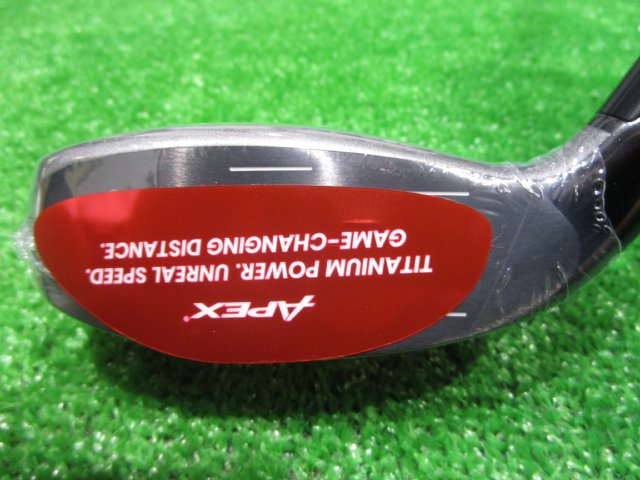 APEX
TITANIUM POWER. UNREAL SPEED.
GAME-CHANGING DISTANCE.